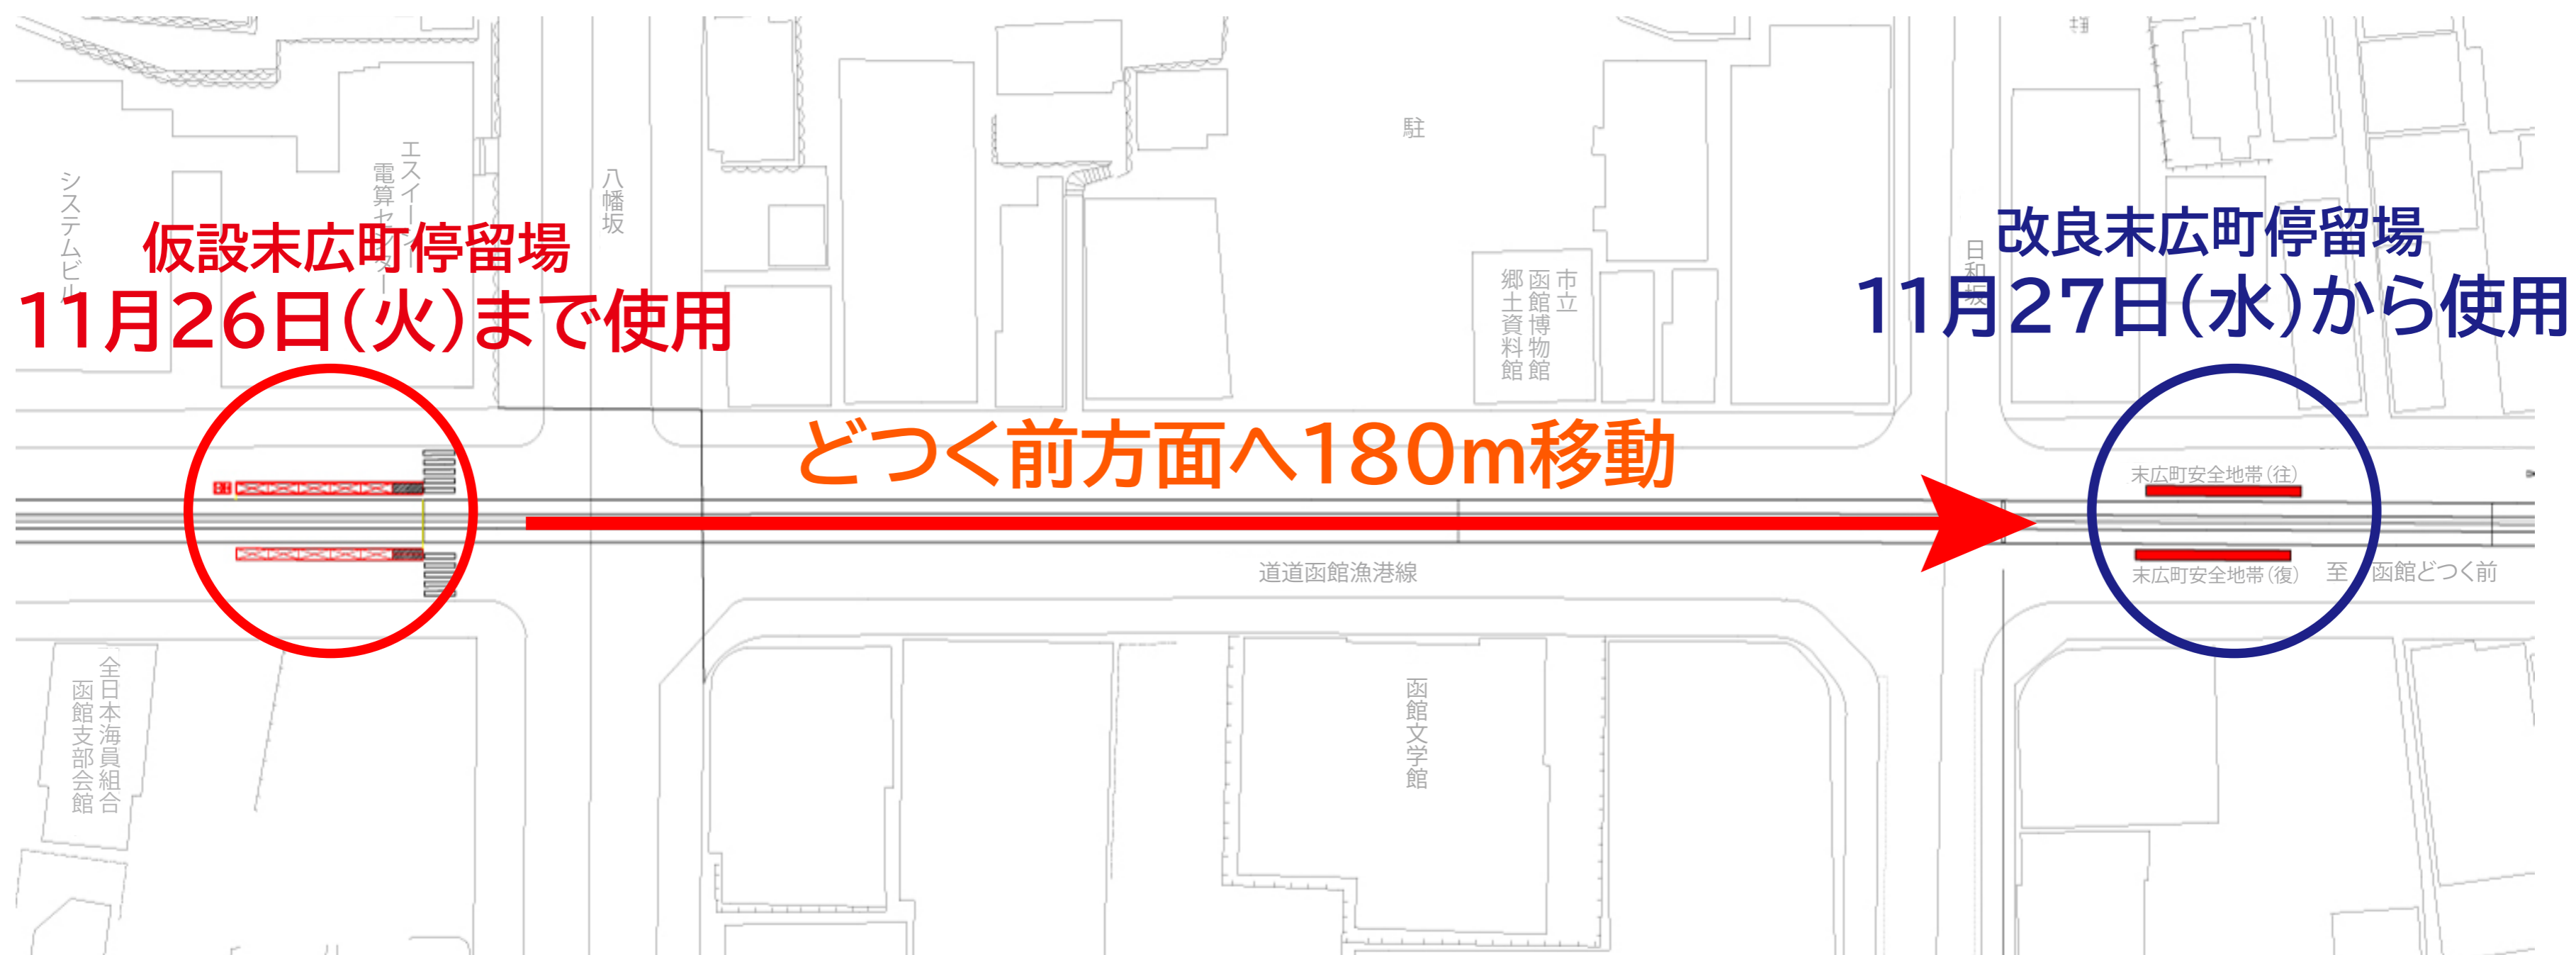 仮設末広町停留場
11月26日(火)まで使用
改良末広町停留場
11月27日(水)から使用
どつく前方面へ180m移動
システムビル
エスイーシー
電算センター
八幡坂
駐
市立
函館博物館
郷土資料館
日和坂
末広町安全地帯(往)
末広町安全地帯(復)
至 函館どつく前
道道函館漁港線
全日本海員組合
函館支部会館
函館文学館